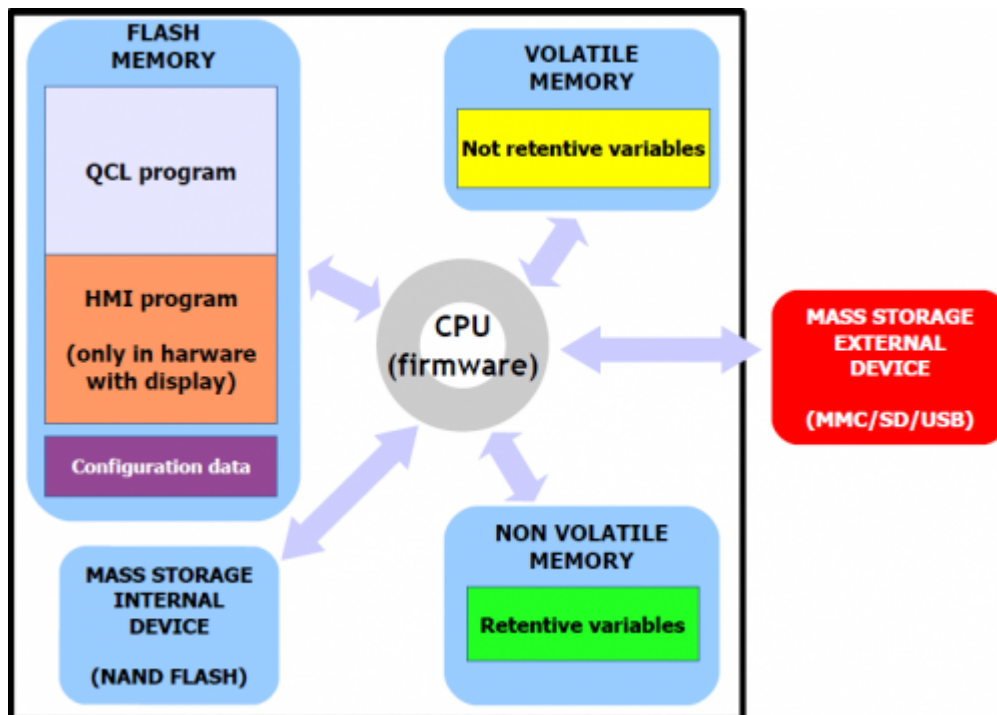 FLASH
MEMORY
QCL program
HMI program
(only in harware
with display)
Configuration data
VOLATILE
MEMORY
Not retentive variables
CPU
(firmware)
MASS STORAGE
EXTERNAL
DEVICE
(MMC/SD/USB)
MASS STORAGE
INTERNAL
DEVICE
(NAND FLASH)
NON VOLATILE
MEMORY
Retentive variables